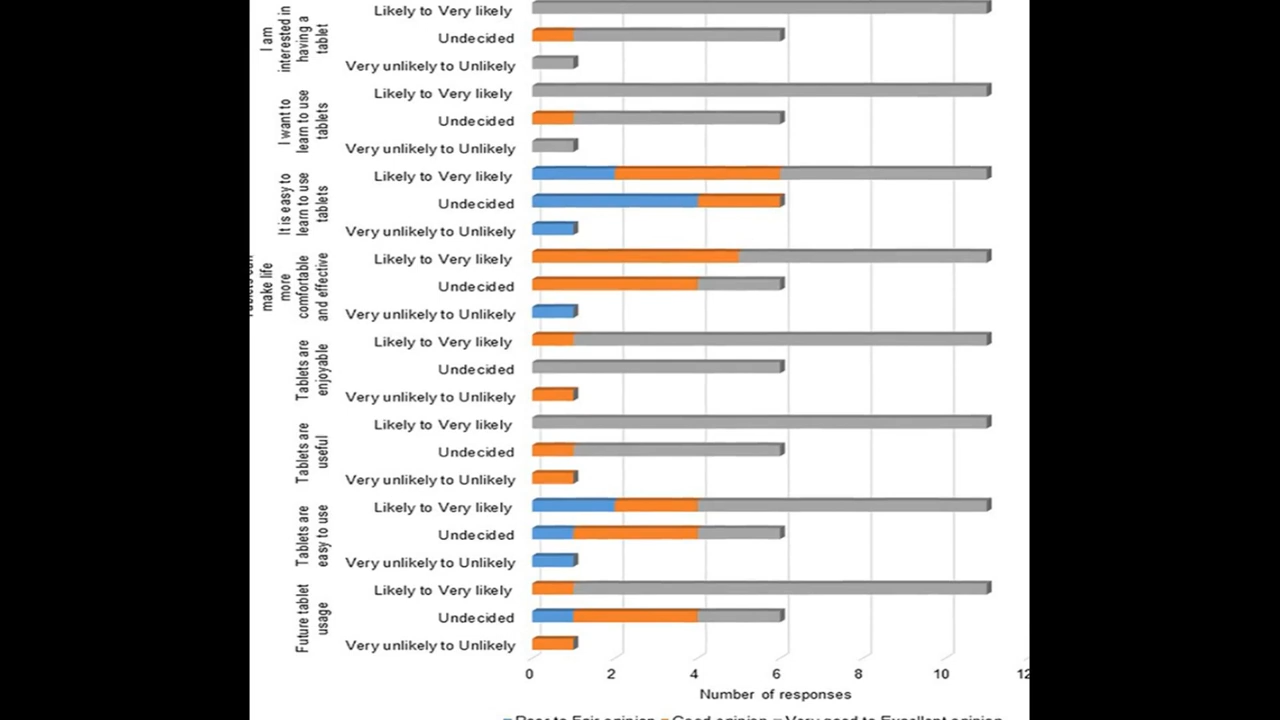 I am
interested in
having a
tablet
Likely to Very likely
Undecided
Very unlikely to Unlikely
I want to
learn to use
tablets
Likely to Very likely
Undecided
Very unlikely to Unlikely
It is easy to
learn to use
tablets
Likely to Very likely
Undecided
Very unlikely to Unlikely
make life
more
comfortable
and effective
Likely to Very likely
Undecided
Very unlikely to Unlikely
Tablets are
enjoyable
Likely to Very likely
Undecided
Very unlikely to Unlikely
Tablets are
useful
Likely to Very likely
Undecided
Very unlikely to Unlikely
Tablets are
easy to use
Likely to Very likely
Undecided
Very unlikely to Unlikely
Future tablet
usage
Likely to Very likely
Undecided
Very unlikely to Unlikely
0 2 4 6 8 10 12
Number of responses